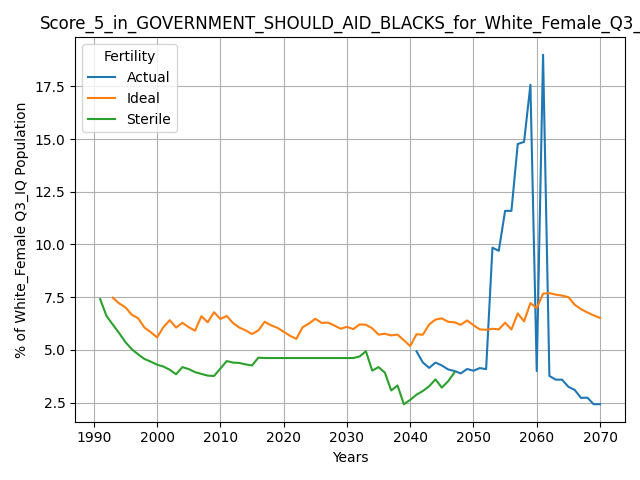 Score_5_in_GOVERNMENT_SHOULD_AID_BLACKS_for_White_Female_Q3_
Fertility
Actual
Ideal
Sterile
% of White_Female Q3_IQ Population
17.5
15.0
12.5
10.0
7.5
5.0
2.5
1990 2000 2010 2020 2030 2040 2050 2060 2070
Years